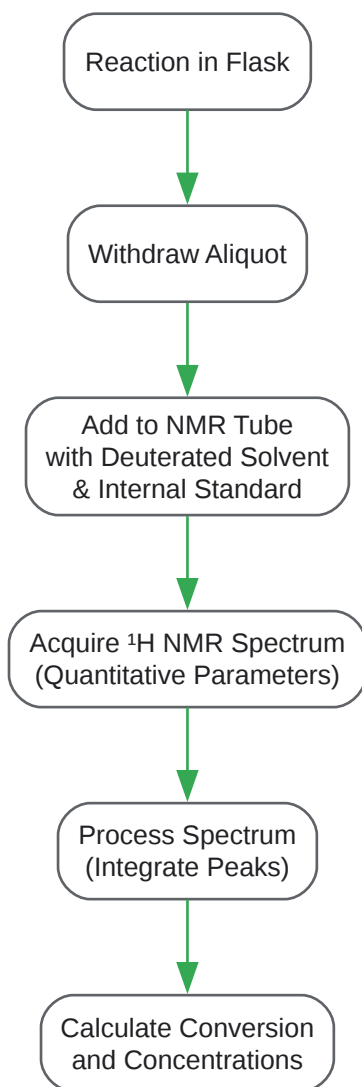 Reaction in Flask
Withdraw Aliquot
Add to NMR Tube
with Deuterated Solvent
& Internal Standard
Acquire ¹H NMR Spectrum
(Quantitative Parameters)
Process Spectrum
(Integrate Peaks)
Calculate Conversion
and Concentrations